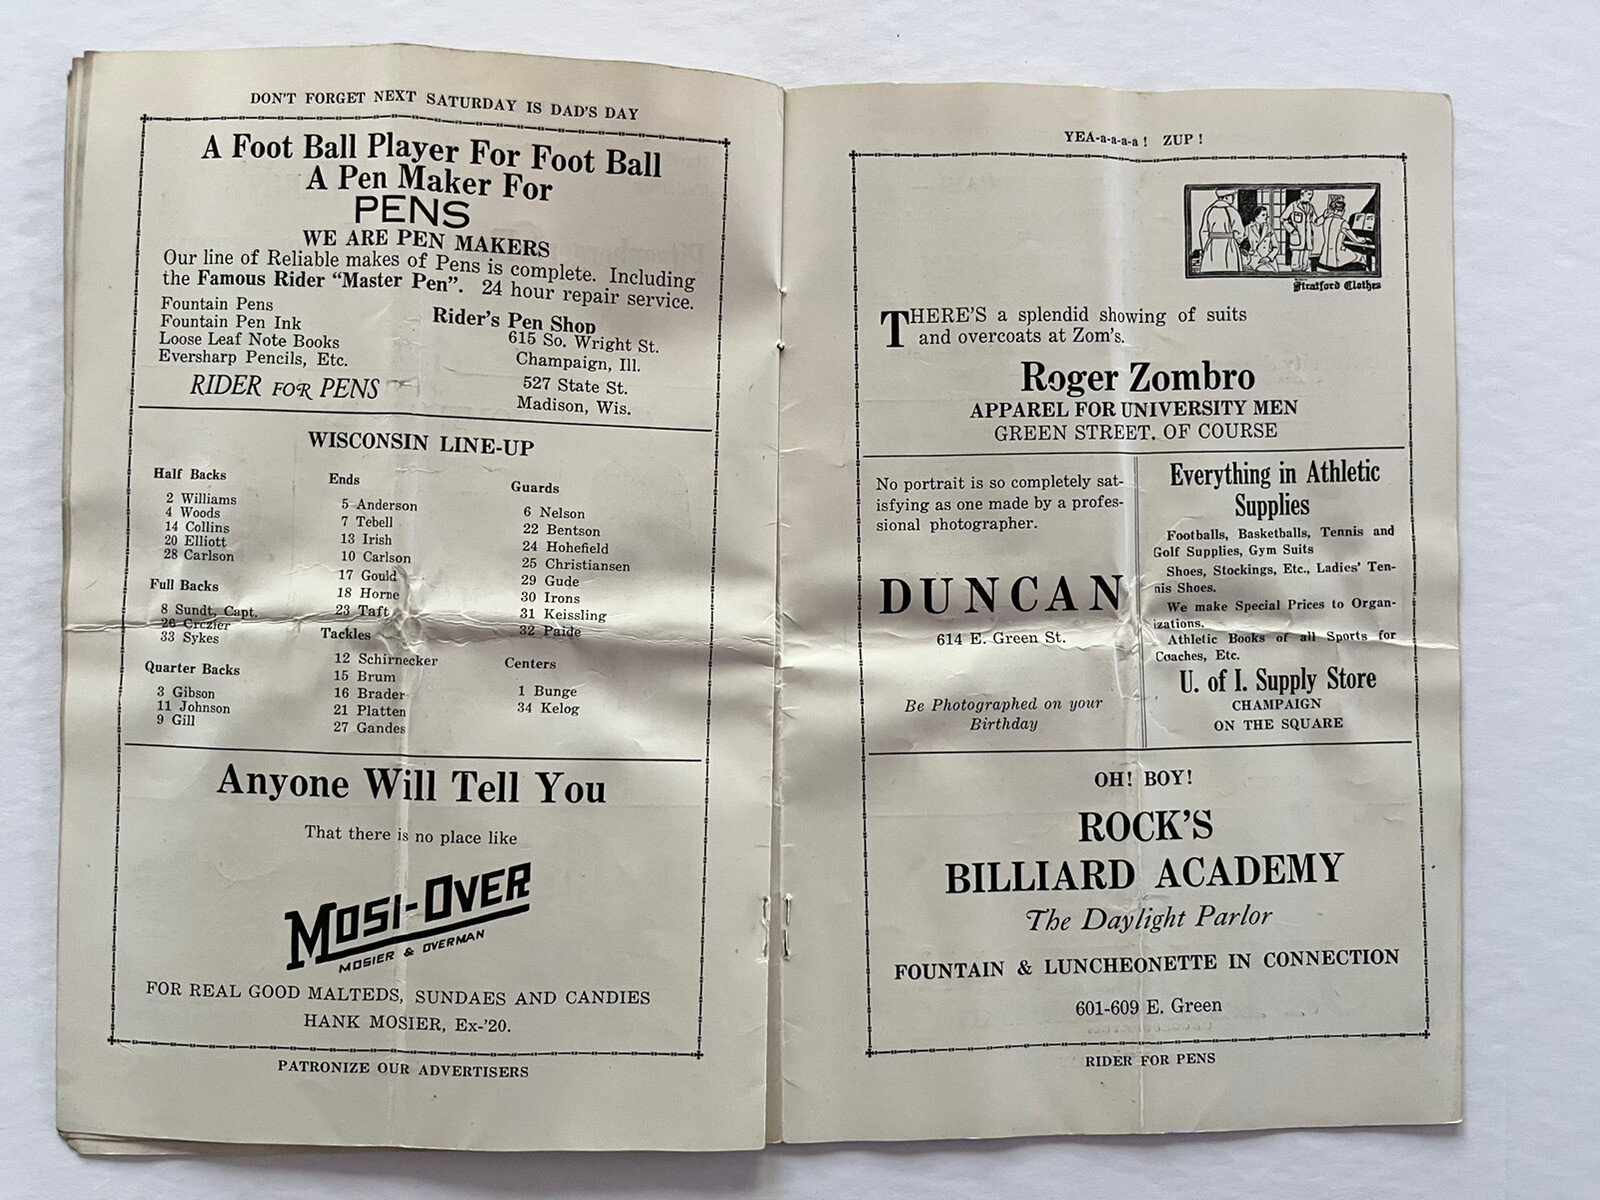 DON'T FORGET NEXT SATURDAY IS DAD'S DAY
A Foot Ball Player For Foot Ball
A Pen Maker For
PENS
WE ARE PEN MAKERS
Our line of Reliable makes of Pens is complete. Including
the Famous Rider "Master Pen". 24 hour repair service.
Fountain Pens
Fountain Pen Ink
Loose Leaf Note Books
Eversharp Pencils, Etc.
RIDER FOR PENS
Rider's Pen Shop
615 So. Wright St.
Champaign, Ill.
527 State St.
Madison, Wis.
WISCONSIN LINE-UP
Half Backs
2 Williams
4 Woods
14 Collins
20 Elliott
28 Carlson
Full Backs
8 Sundt, Capt.
26 Crczier
33 Sykes
Quarter Backs
3 Gibson
11 Johnson
9 Gill
Ends
5 Anderson
7 Tebell
13 Irish
10 Carlson
17 Gould
18 Horne
23 Taft
Tackles
12 Schirnecker
15 Brum
16 Brader
21 Platten
27 Gandes
Guards
6 Nelson
22 Bentson
24 Hohefield
25 Christiansen
29 Gude
30 Irons
31 Keissling
32 Paide
Centers
1 Bunge
34 Kelog
Anyone Will Tell You
That there is no place like
MOSI-OVER
MOSIER & OVERMAN
FOR REAL GOOD MALTEDS, SUNDAES AND CANDIES
HANK MOSIER, Ex-'20.
PATRONIZE OUR ADVERTISERS
YEA-a-a-a-a! ZUP!
Stratford Clothes
THERE'S a splendid showing of suits
and overcoats at Zom's.
Roger Zombro
APPAREL FOR UNIVERSITY MEN
GREEN STREET, OF COURSE
No portrait is so completely sat-
isfying as one made by a profes-
sional photographer.
DUNCAN
614 E. Green St.
Be Photographed on your
Birthday
Everything in Athletic
Supplies
Footballs, Basketballs, Tennis and
Golf Supplies, Gym Suits
Shoes, Stockings, Etc., Ladies' Ten-
nis Shoes.
We make Special Prices to Organ-
izations.
Athletic Books of all Sports for
Coaches, Etc.
U. of I. Supply Store
CHAMPAIGN
ON THE SQUARE
OH! BOY!
ROCK'S
BILLIARD ACADEMY
The Daylight Parlor
FOUNTAIN & LUNCHEONETTE IN CONNECTION
601-609 E. Green
RIDER FOR PENS